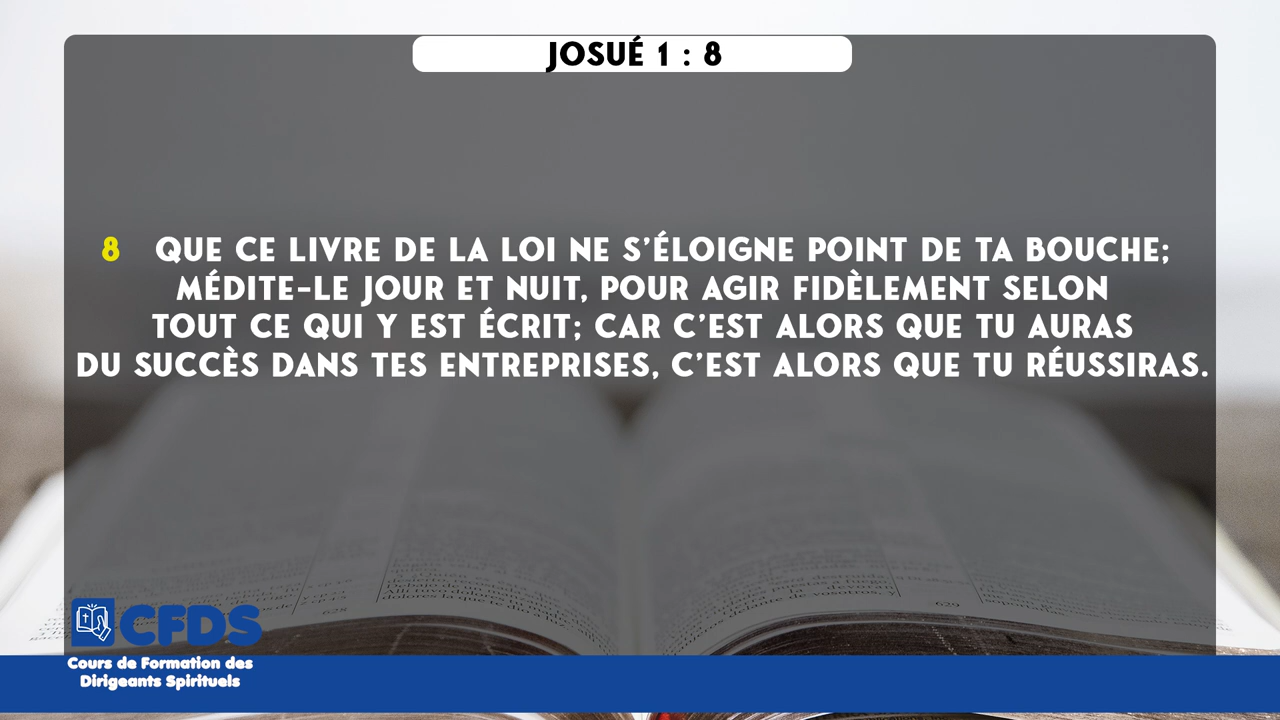 JOSUÉ 1 : 8
8 QUE CE LIVRE DE LA LOI NE S’ÉLOIGNE POINT DE TA BOUCHE;
MÉDITE-LE JOUR ET NUIT, POUR AGIR FIDÈLEMENT SELON
TOUT CE QUI Y EST ÉCRIT; CAR C’EST ALORS QUE TU AURAS
DU SUCCÈS DANS TES ENTREPRISES, C’EST ALORS QUE TU RÉUSSIRAS.
628
629
CFDS
Cours de Formation des
Dirigeants Spirituels